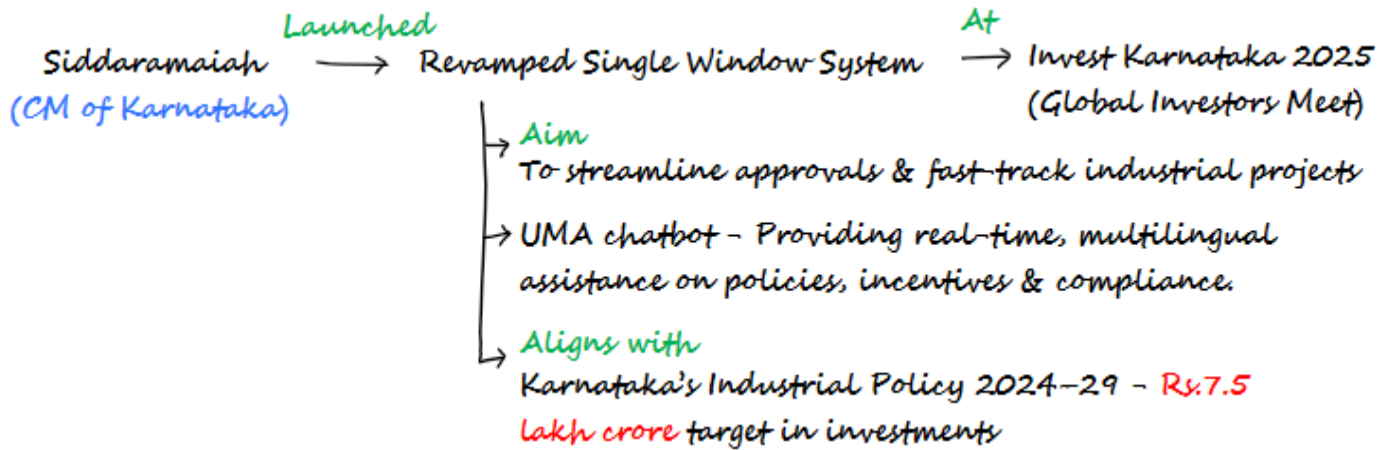 Launched
At
Siddaramaiah → Revamped Single Window System → Invest Karnataka 2025
(CM of Karnataka)
(Global Investors Meet)
Aim
To streamline approvals & fast-track industrial projects
UMA chatbot - Providing real-time, multilingual
assistance on policies, incentives & compliance.
Aligns with
Karnataka's Industrial Policy 2024-29 - Rs.7.5
lakh crore target in investments